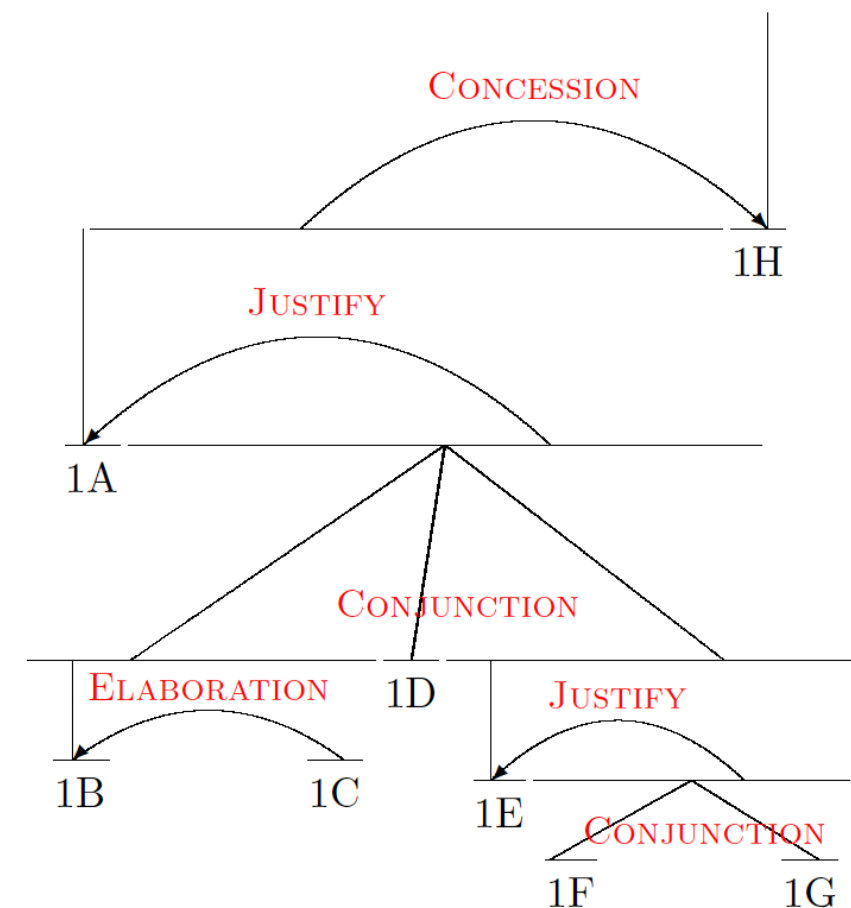 CONCESSION
1H
JUSTIFY
1A
CONJUNCTION
ELABORATION
1D
JUSTIFY
1B
1C
1E
CONJUNCTION
1F
1G